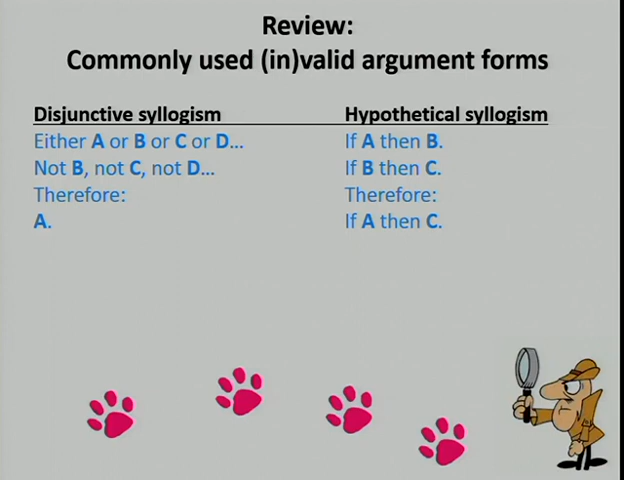 Review:
Commonly used (in)valid argument forms
Disjunctive syllogism
Either A or B or C or D...
Not B, not C, not D...
Therefore:
A.
Hypothetical syllogism
If A then B.
If B then C.
Therefore:
If A then C.